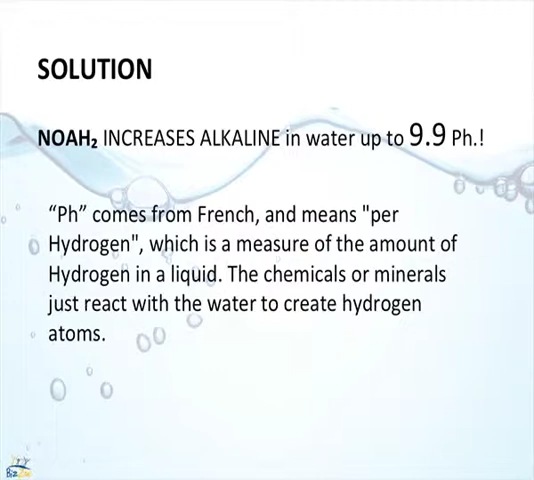 SOLUTION
NOAH₂ INCREASES ALKALINE in water up to 9.9 Ph.!
“Ph” comes from French, and means "per
Hydrogen", which is a measure of the amount of
Hydrogen in a liquid. The chemicals or minerals
just react with the water to create hydrogen
atoms.